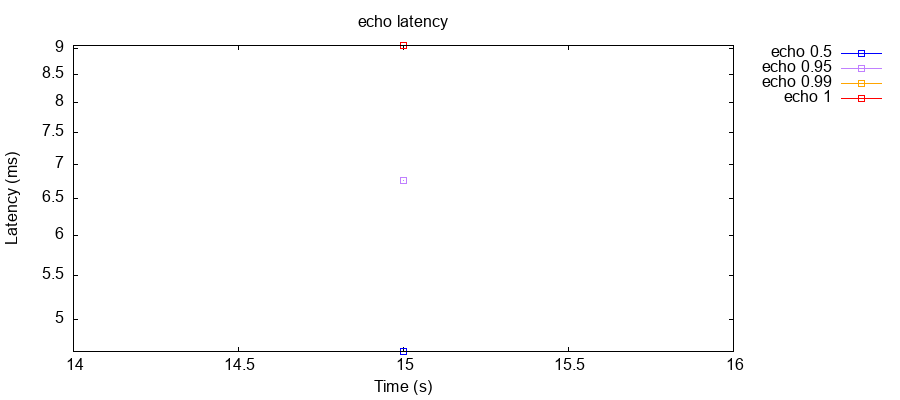 echo latency
echo 0.5
echo 0.95
echo 0.99
echo 1
Latency (ms)
9
8.5
8
7.5
7
6.5
6
5.5
5
14
14.5
15
15.5
16
Time (s)